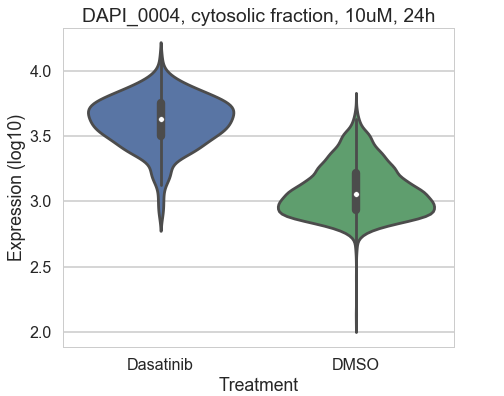 DAPI_0004, cytosolic fraction, 10uM, 24h
Expression (log10)
4.0
3.5
3.0
2.5
2.0
Dasatinib DMSO
Treatment